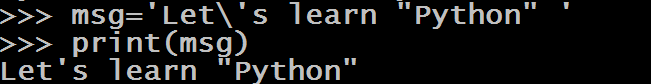 >>> msg='Let\'s learn "Python" '
>>> print(msg)
Let's learn "Python"